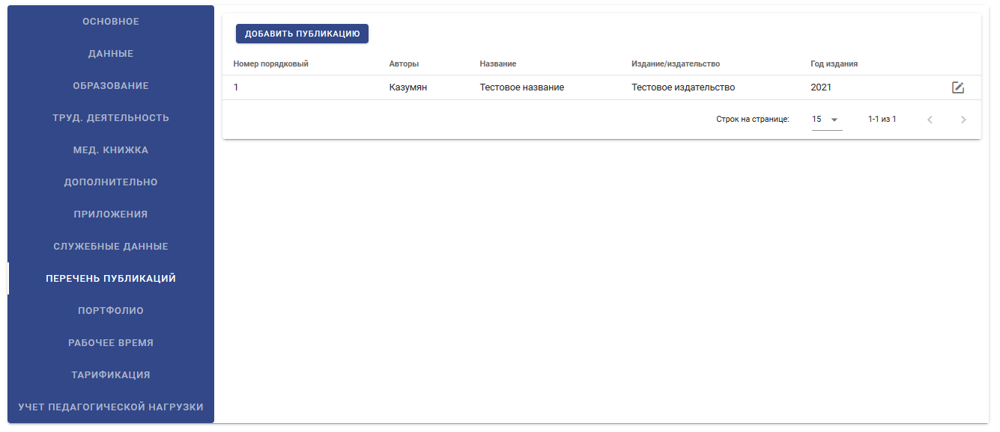 ОСНОВНОЕ
ДАННЫЕ
ОБРАЗОВАНИЕ
ТРУД. ДЕЯТЕЛЬНОСТЬ
МЕД. КНИЖКА
ДОПОЛНИТЕЛЬНО
ПРИЛОЖЕНИЯ
СЛУЖЕБНЫЕ ДАННЫЕ
ПЕРЕЧЕНЬ ПУБЛИКАЦИЙ
ПОРТФОЛИО
РАБОЧЕЕ ВРЕМЯ
ТАРИФИКАЦИЯ
УЧЕТ ПЕДАГОГИЧЕСКОЙ НАГРУЗКИ
ДОБАВИТЬ ПУБЛИКАЦИЮ
Номер порядковый Авторы Название Издание/издательство Год издания
1 Казумян Тестовое название Тестовое издательство 2021
Строк на странице: 15 1-1 из 1